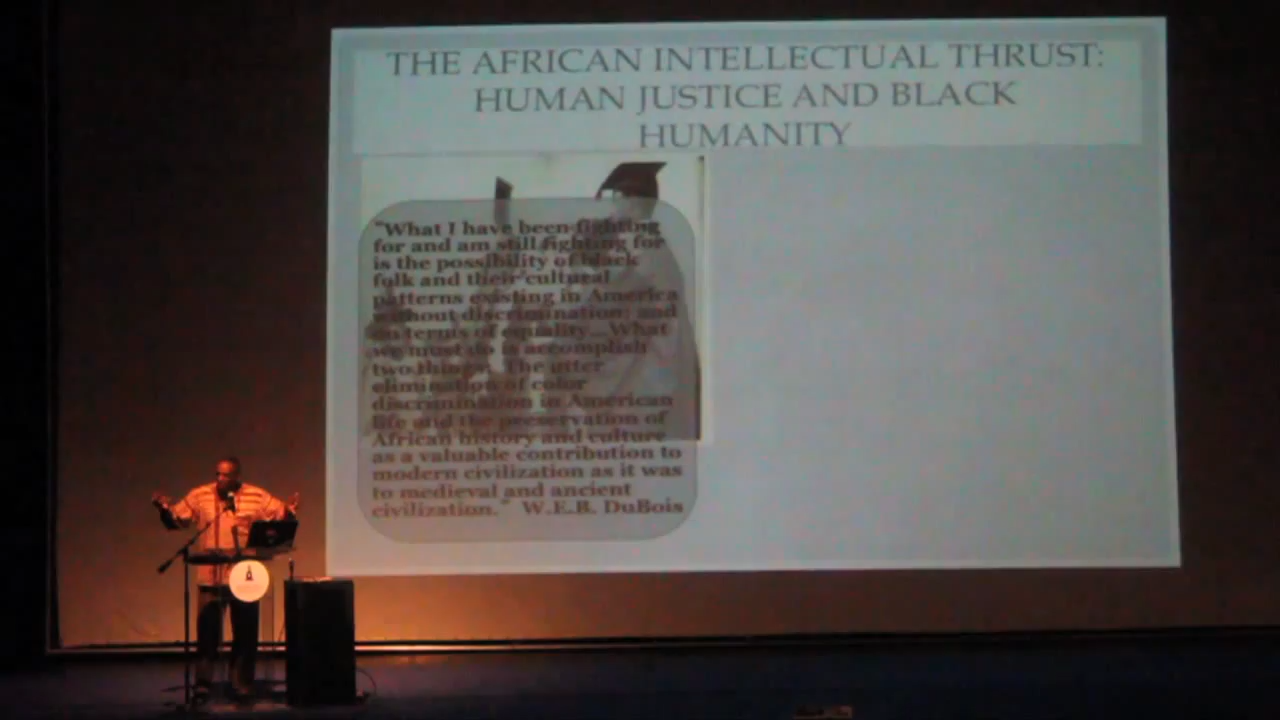 THE AFRICAN INTELLECTUAL THRUST:
HUMAN JUSTICE AND BLACK
HUMANITY
"What I have been fighting
for and am still fighting for
is the possibility of black
folk and their cultural
patterns existing in America
without discrimination; and
on terms of equality...What
we must do is accomplish
two things: The utter
elimination of color
discrimination in American
life and the preservation of
African history and culture
as a valuable contribution to
modern civilization as it was
to medieval and ancient
civilization." W.E.B. DuBois